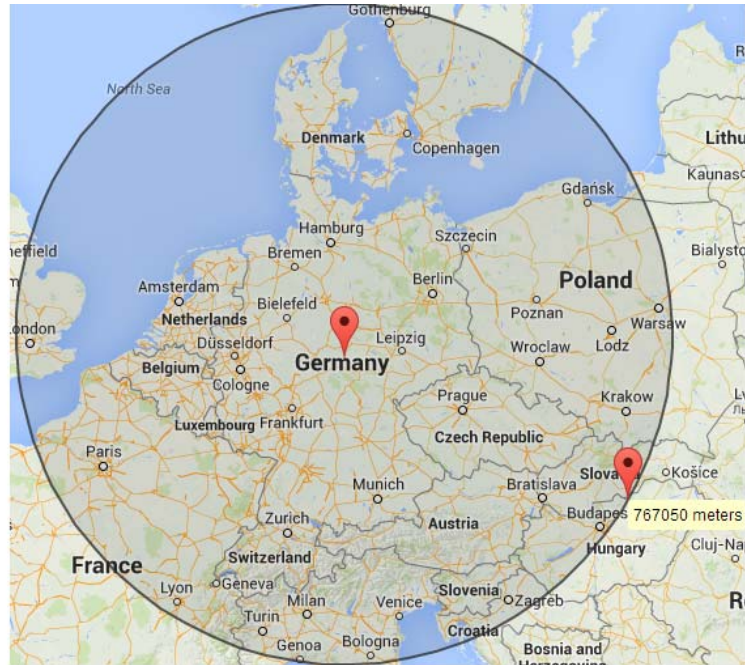 Gothenburg
North Sea
Denmark
Copenhagen
Lithu
Kaunas
Gdańsk
Hamburg
Szczecin
Bremen
effield
Bialysto
Berlin
Poland
Amsterdam
Netherlands
Bielefeld
Poznan
Warsaw
London
Düsseldorf
Leipzig
Lodz
Belgium
Germany
Wroclaw
Cologne
Prague
Krakow
Luxembourg
Frankfurt
Czech Republic
Paris
Munich
Bratislava
Slova
Košice
767050 meters
Zurich
Austria
Budapes
Hungary
Cluj-Nap
Switzerland
France
Geneva
Slovenia
Zagreb
R
Lyon
Milan
Venice
Turin
Croatia
Genoa
Bologna
Bosnia and